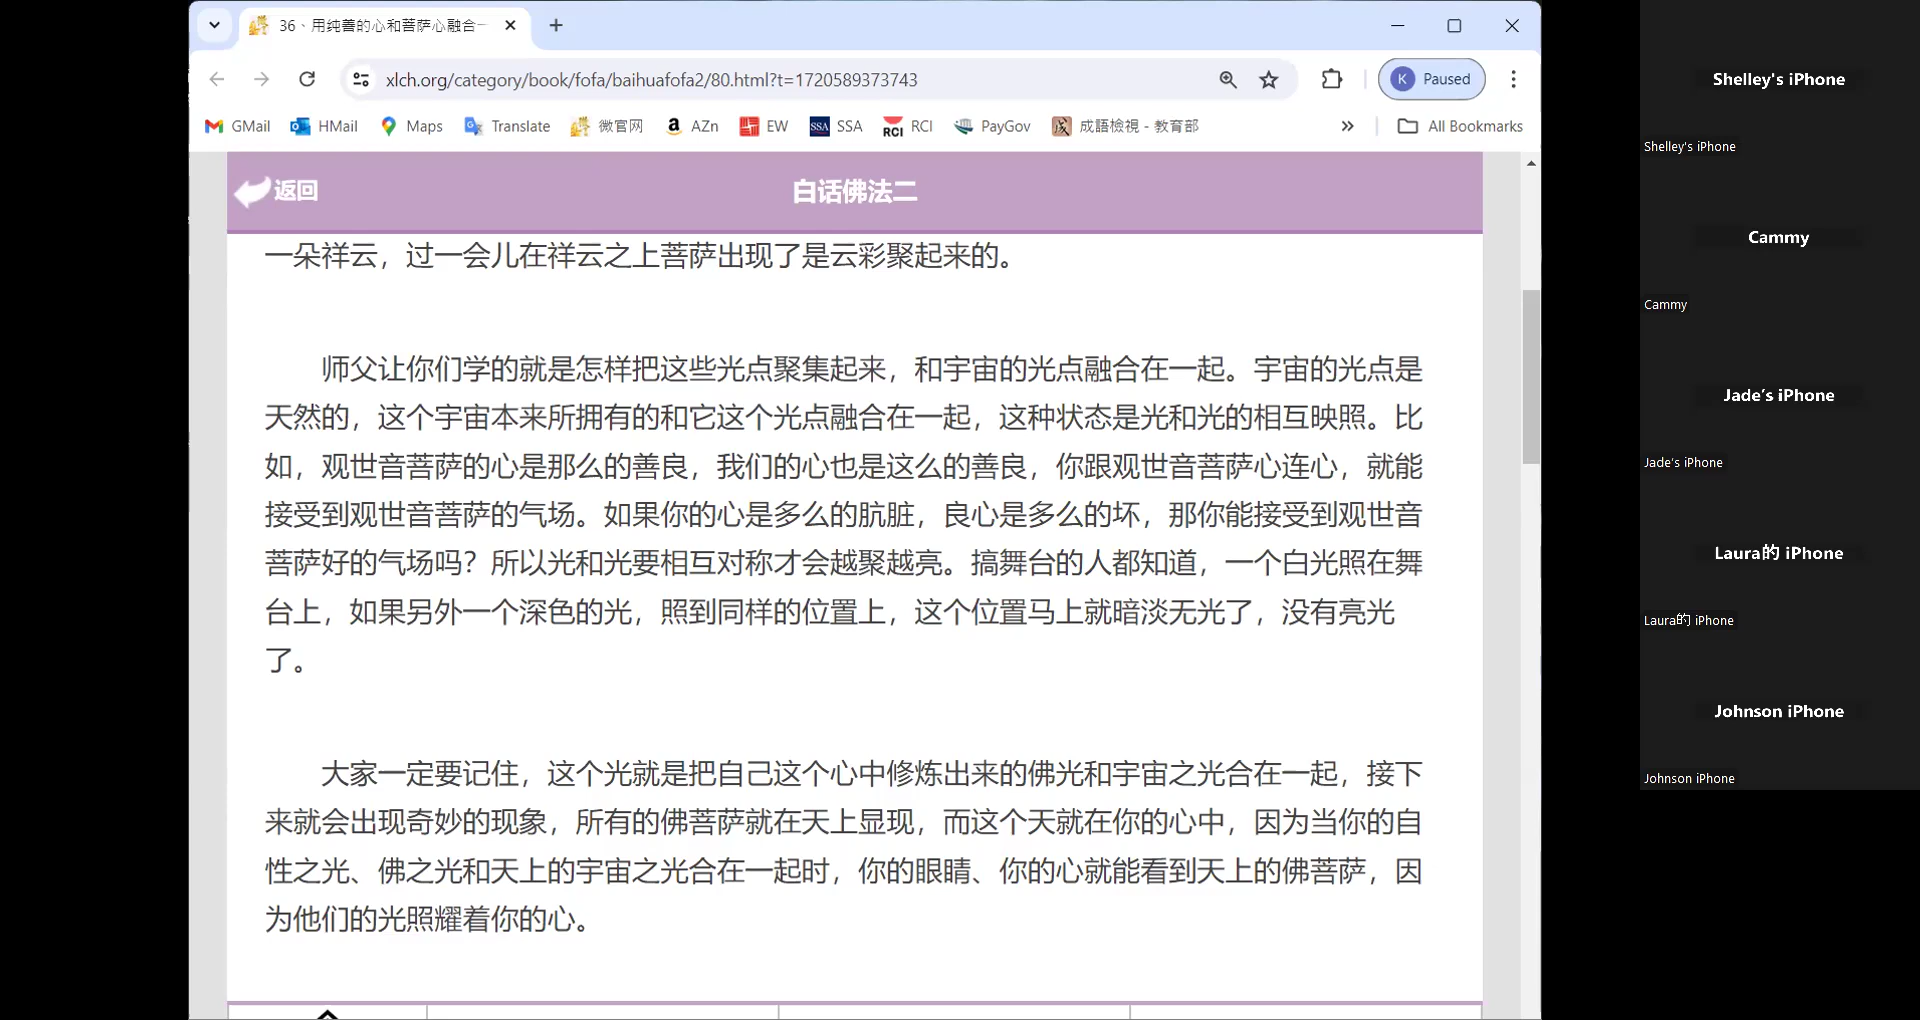 36、用纯善的心和菩萨心融合一
xlch.org/category/book/fofa/baihuafofa2/80.html?t=1720589373743
K Paused
GMail HMail Maps Translate 微官网 AZn EW SSA RCI PayGov 成語檢視 - 教育部 » All Bookmarks
返回 白话佛法二
一朵祥云，过一会儿在祥云之上菩萨出现了是云彩聚起来的。
师父让你们学的就是怎样把这些光点聚集起来，和宇宙的光点融合在一起。宇宙的光点是
天然的，这个宇宙本来所拥有的和它这个光点融合在一起，这种状态是光和光的相互映照。比
如，观世音菩萨的心是那么的善良，我们的心也是这么的善良，你跟观世音菩萨心连心，就能
接受到观世音菩萨的气场。如果你的心是多么的肮脏，良心是多么的坏，那你能接受到观世音
菩萨好的气场吗？所以光和光要相互对称才会越聚越亮。搞舞台的人都知道，一个白光照在舞
台上，如果另外一个深色的光，照到同样的位置上，这个位置马上就暗淡无光了，没有亮光
了。
大家一定要记住，这个光就是把自己这个心中修炼出来的佛光和宇宙之光合在一起，接下
来就会出现奇妙的现象，所有的佛菩萨就在天上显现，而这个天就在你的心中，因为当你的自
性之光、佛之光和天上的宇宙之光合在一起时，你的眼睛、你的心就能看到天上的佛菩萨，因
为他们的光照耀着你的心。
Shelley's iPhone
Shelley's iPhone
Cammy
Cammy
Jade's iPhone
Jade's iPhone
Laura的 iPhone
Laura的 iPhone
Johnson iPhone
Johnson iPhone